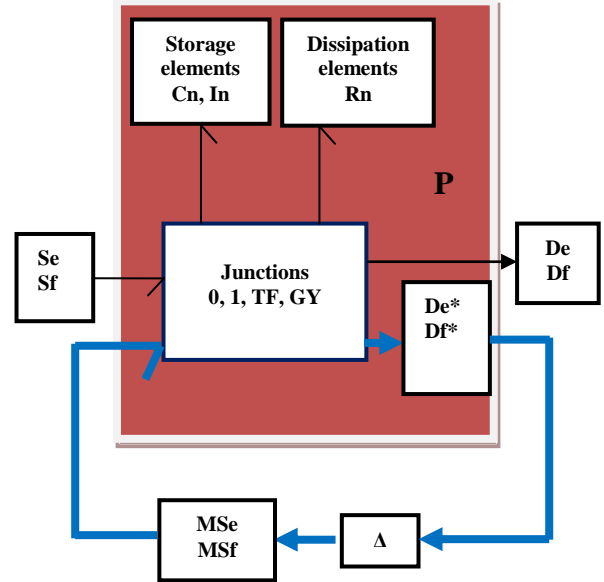 Storage
elements
Cn, In
Dissipation
elements
Rn
P
Se
Sf
Junctions
0, 1, TF, GY
De
Df
De*
Df*
MSe
MSf
Δ